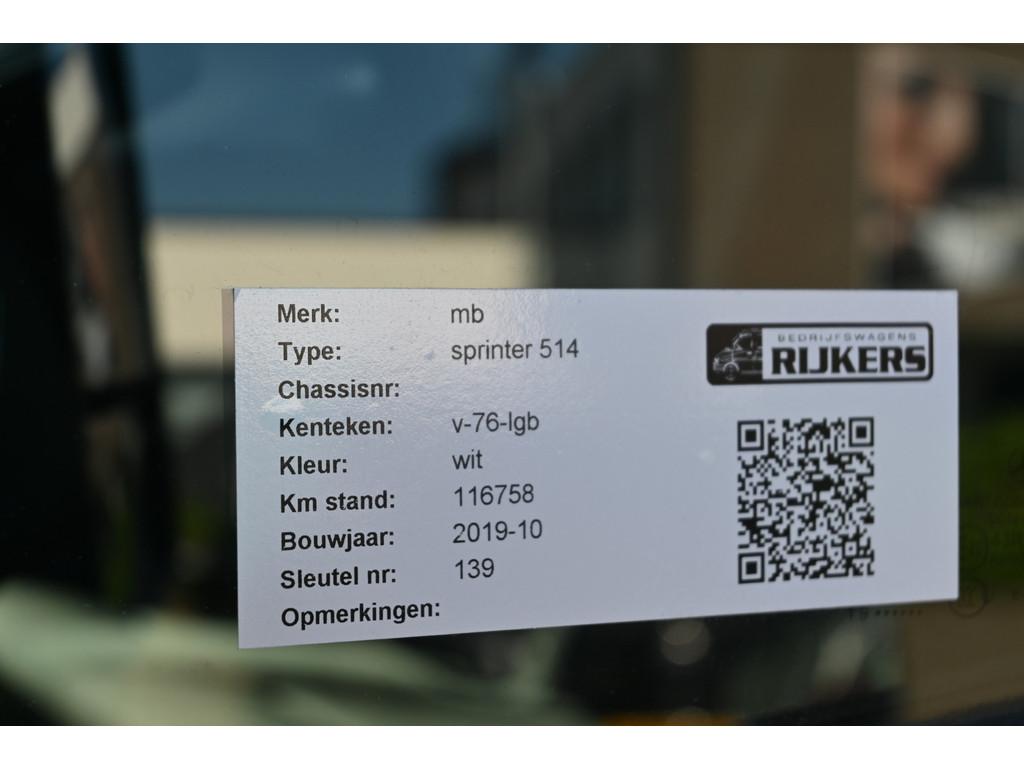 Merk: mb
Type: sprinter 514
Chassisnr:
Kenteken: v-76-lgb
Kleur: wit
Km stand: 116758
Bouwjaar: 2019-10
Sleutel nr: 139
Opmerkingen:
BEDRIJFSWAGENS
RIJKERS